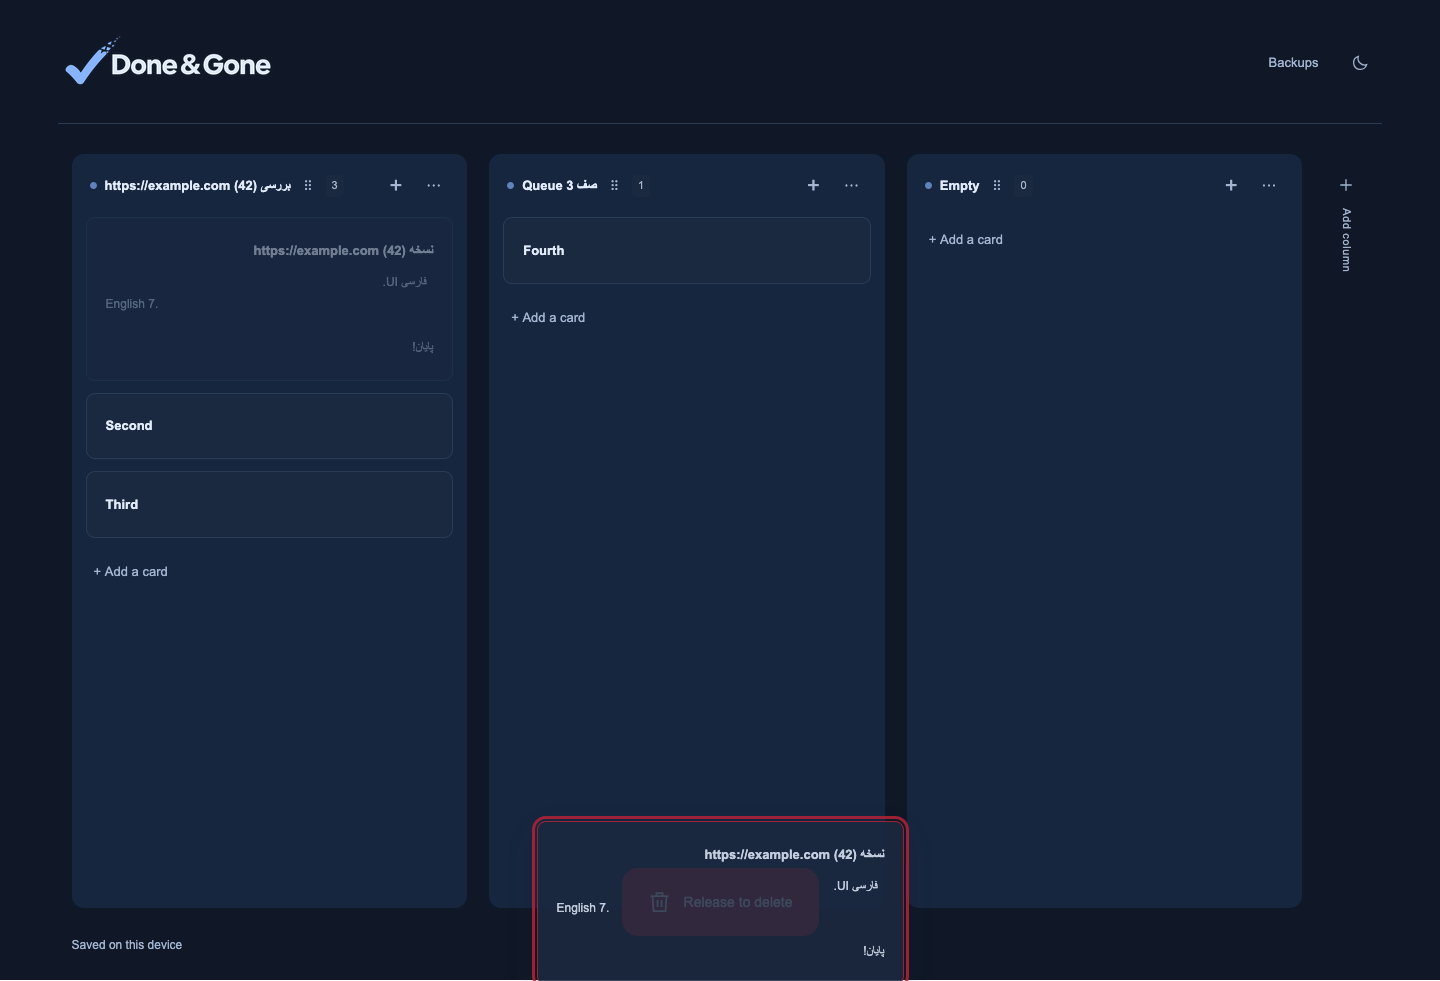 Done & Gone
Backups
https://example.com (42) بررسی
3
نسخه https://example.com (42)
فارسی UI.
English 7.
پایان!
Second
Third
+ Add a card
Queue 3 صف
1
Fourth
+ Add a card
Empty
0
+ Add a card
Add column
نسخه https://example.com (42)
فارسی UI.
English 7.
Release to delete
پایان!
Saved on this device